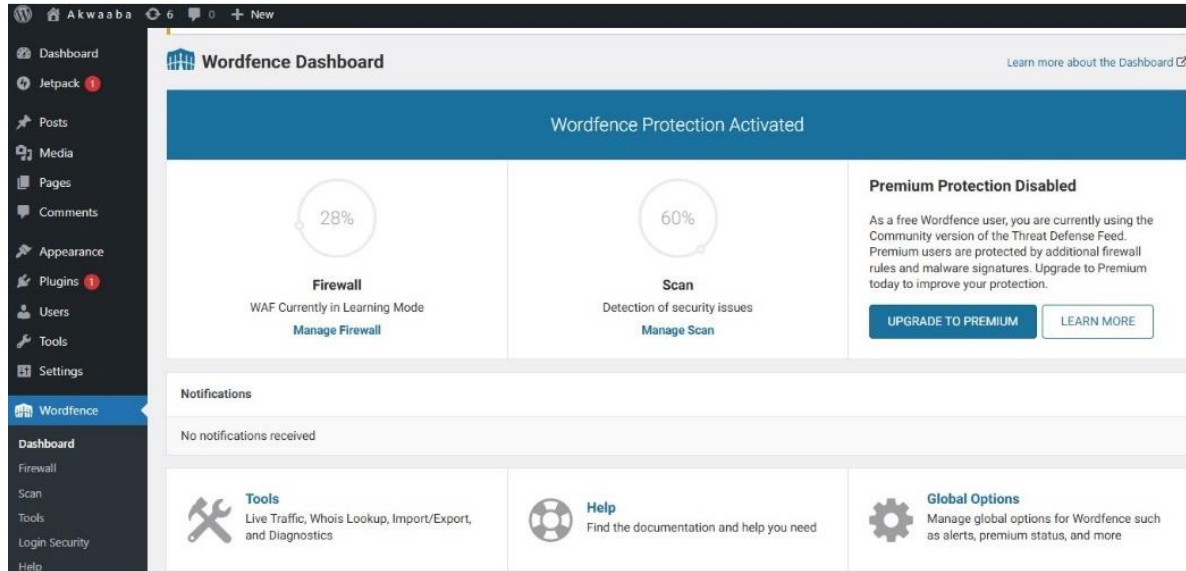 Akwaaba 6 0 + New
Dashboard
Jetpack 1
Posts
Media
Pages
Comments
Appearance
Plugins 1
Users
Tools
Settings
Wordfence
Dashboard
Firewall
Scan
Tools
Login Security
Help
Wordfence Dashboard
Learn more about the Dashboard
Wordfence Protection Activated
28%
Firewall
WAF Currently in Learning Mode
Manage Firewall
60%
Scan
Detection of security issues
Manage Scan
Premium Protection Disabled
As a free Wordfence user, you are currently using the
Community version of the Threat Defense Feed.
Premium users are protected by additional firewall
rules and malware signatures. Upgrade to Premium
today to improve your protection.
UPGRADE TO PREMIUM
LEARN MORE
Notifications
No notifications received
Tools
Live Traffic, Whois Lookup, Import/Export,
and Diagnostics
Help
Find the documentation and help you need
Global Options
Manage global options for Wordfence such
as alerts, premium status, and more